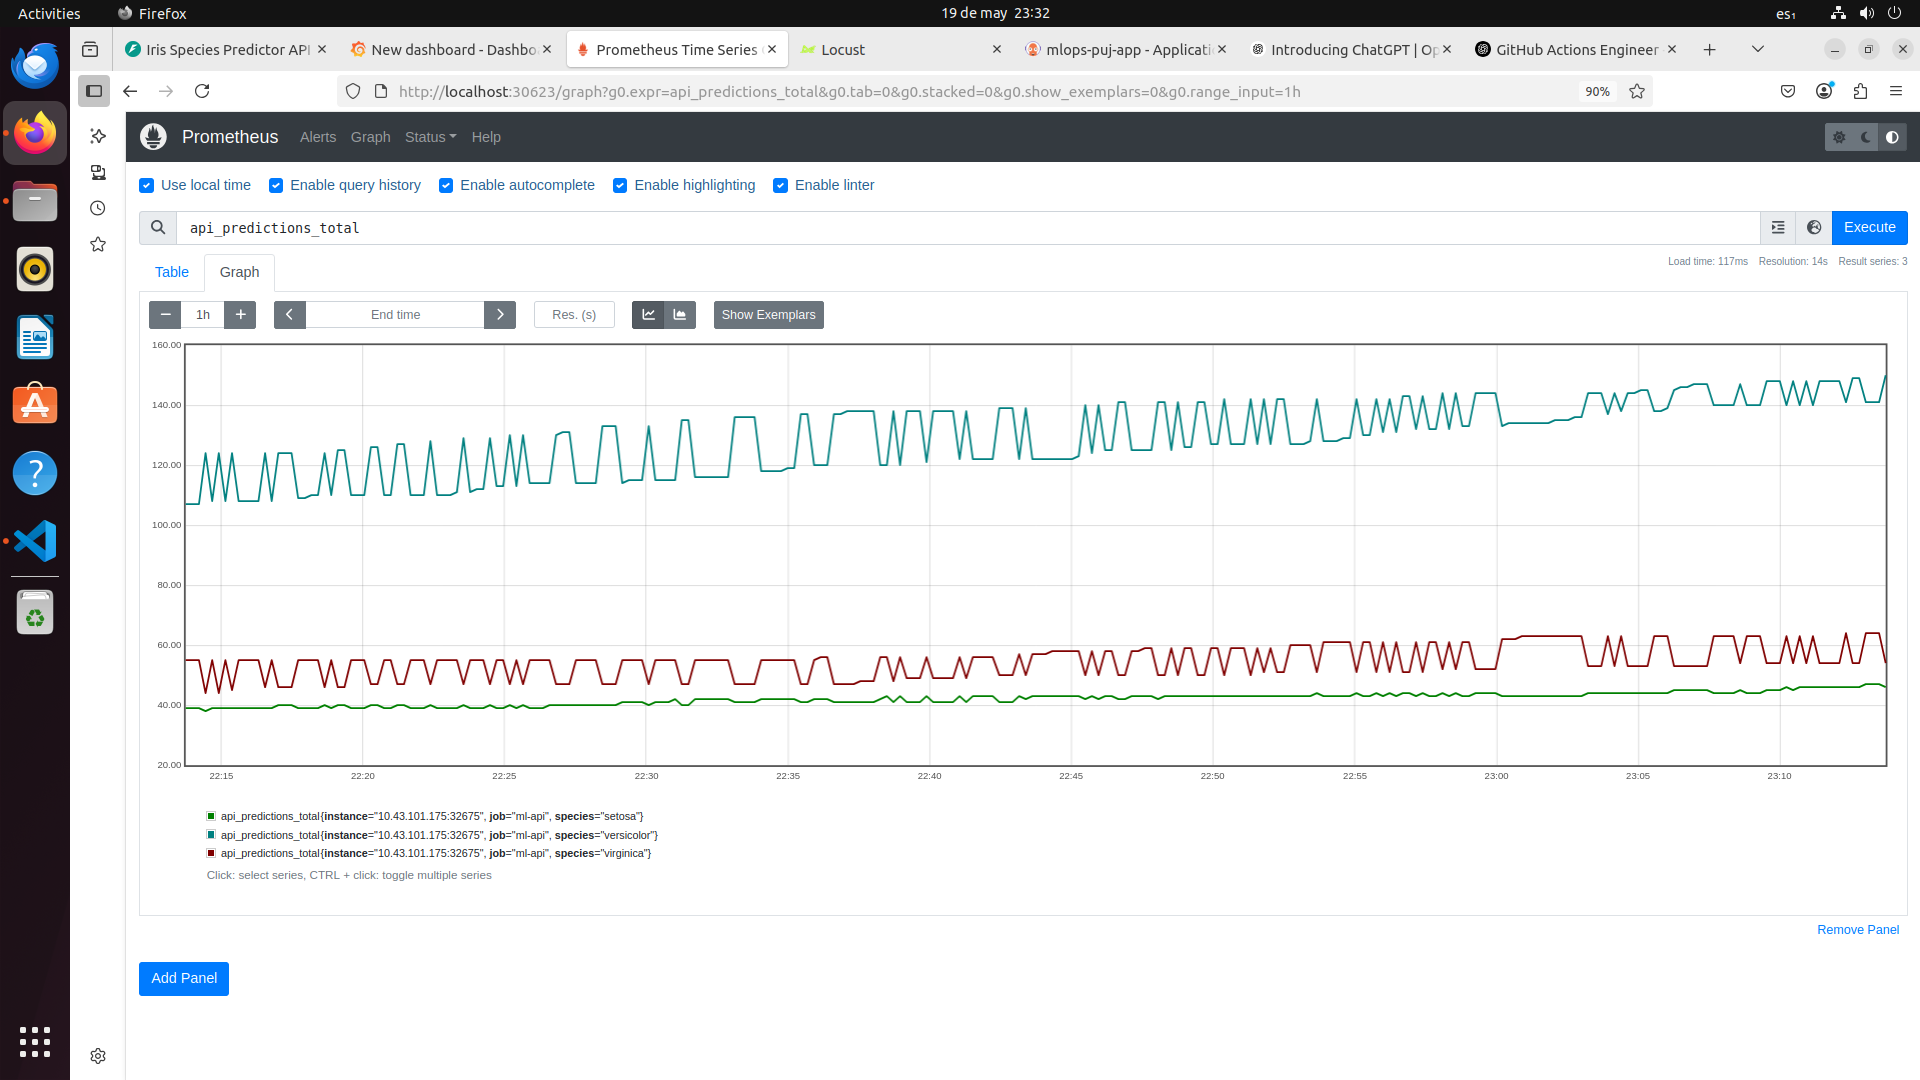 Activities
Firefox
19 de may  23:32
es₁
Iris Species Predictor API
New dashboard - Dashbo
Prometheus Time Series
Locust
mlops-puj-app - Applicati
Introducing ChatGPT | Op
GitHub Actions Engineer
http://localhost:30623/graph?g0.expr=api_predictions_total&g0.tab=0&g0.stacked=0&g0.show_exemplars=0&g0.range_input=1h
90%
Prometheus
Alerts
Graph
Status
Help
Use local time
Enable query history
Enable autocomplete
Enable highlighting
Enable linter
api_predictions_total
Execute
Table
Graph
Load time: 117ms
Resolution: 14s
Result series: 3
1h
End time
Res. (s)
Show Exemplars
160.00
140.00
120.00
100.00
80.00
60.00
40.00
20.00
22:15
22:20
22:25
22:30
22:35
22:40
22:45
22:50
22:55
23:00
23:05
23:10
api_predictions_total{instance="10.43.101.175:32675", job="ml-api", species="setosa"}
api_predictions_total{instance="10.43.101.175:32675", job="ml-api", species="versicolor"}
api_predictions_total{instance="10.43.101.175:32675", job="ml-api", species="virginica"}
Click: select series, CTRL + click: toggle multiple series
Remove Panel
Add Panel